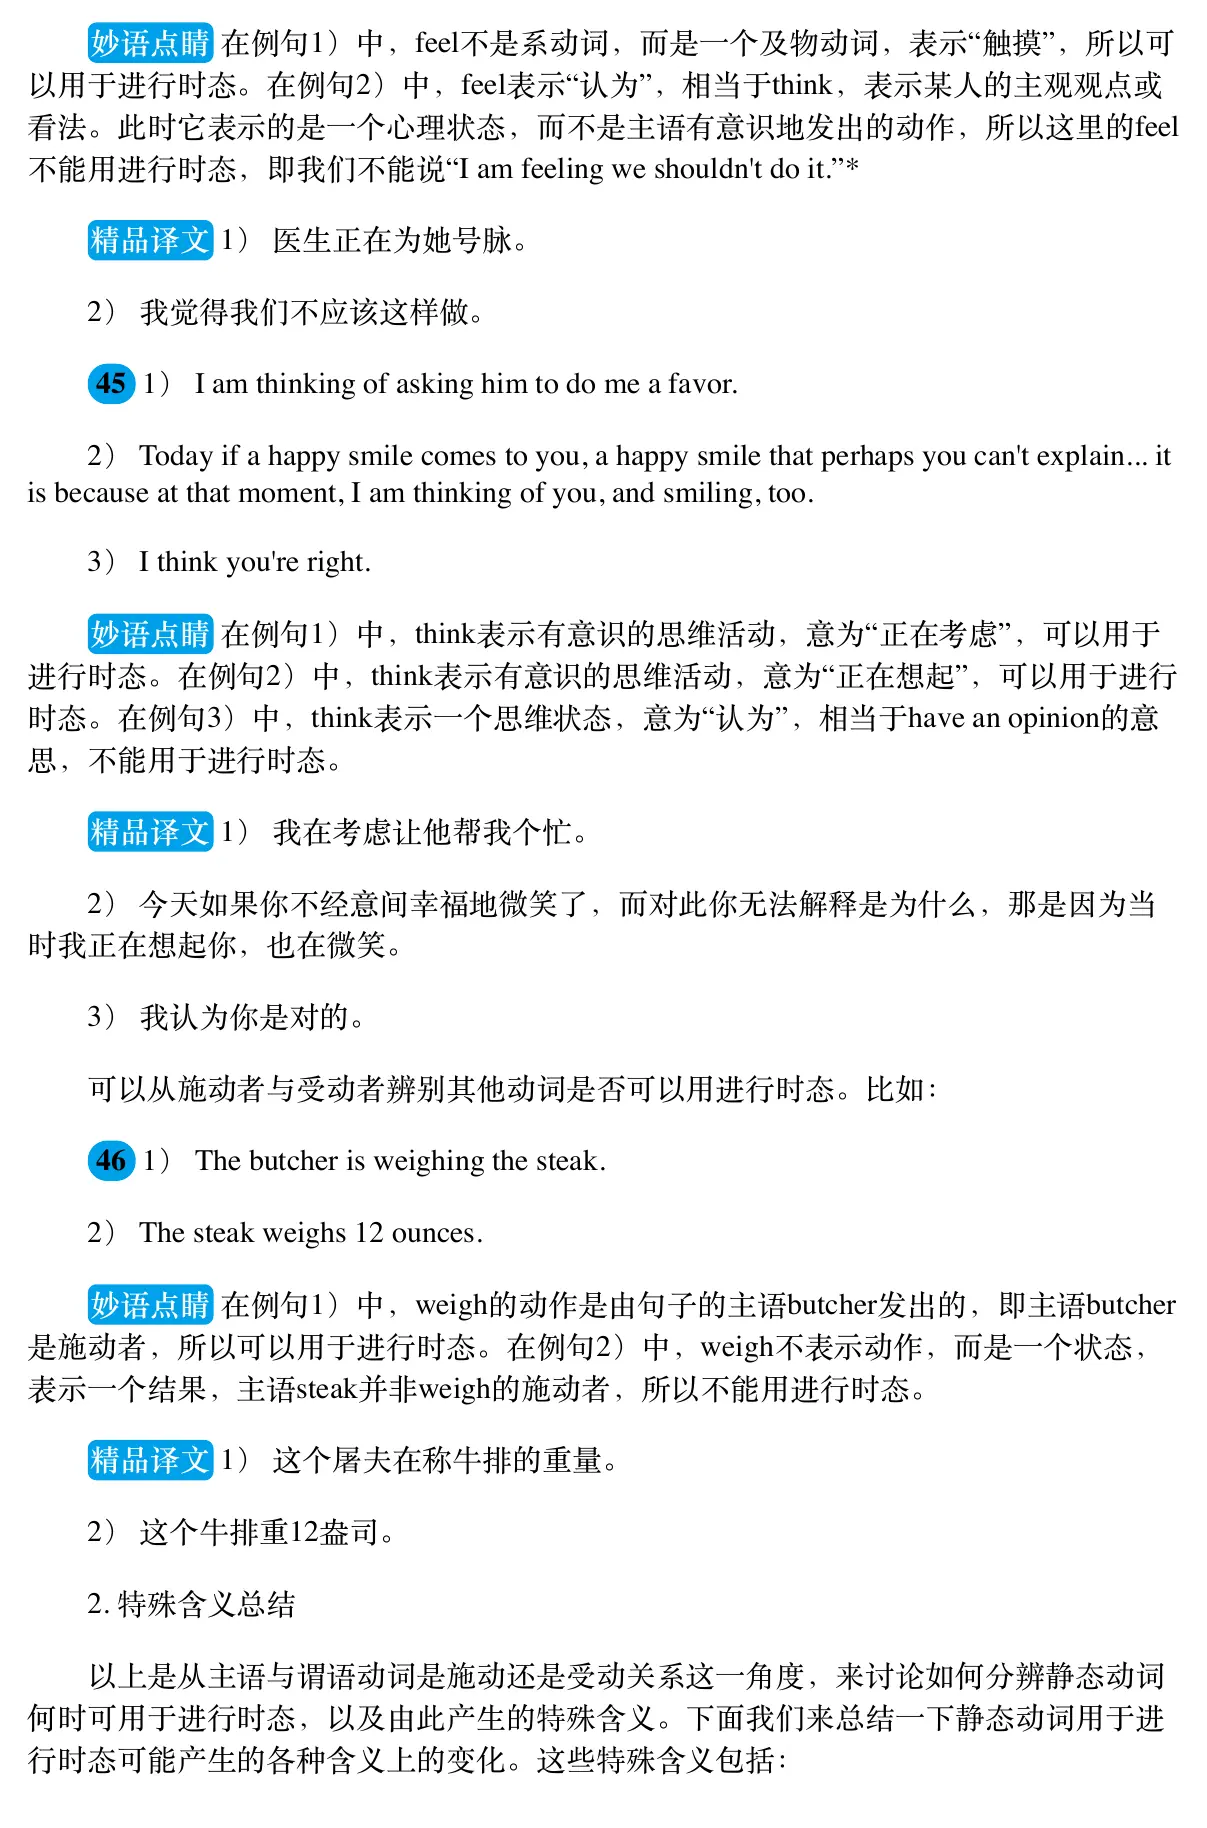 妙语点睛 在例句1）中，feel不是系动词，而是一个及物动词，表示“触摸”，所以可
以用于进行时态。在例句2）中，feel表示“认为”，相当于think，表示某人的主观观点或
看法。此时它表示的是一个心理状态，而不是主语有意识地发出的动作，所以这里的feel
不能用进行时态，即我们不能说“I am feeling we shouldn't do it.”*
精品译文 1） 医生正在为她号脉。
2） 我觉得我们不应该这样做。
45 1） I am thinking of asking him to do me a favor.
2） Today if a happy smile comes to you, a happy smile that perhaps you can't explain... it
is because at that moment, I am thinking of you, and smiling, too.
3） I think you're right.
妙语点睛 在例句1）中，think表示有意识的思维活动，意为“正在考虑”，可以用于
进行时态。在例句2）中，think表示有意识的思维活动，意为“正在想起”，可以用于进行
时态。在例句3）中，think表示一个思维状态，意为“认为”，相当于have an opinion的意
思，不能用于进行时态。
精品译文 1） 我在考虑让他帮我个忙。
2） 今天如果你不经意间幸福地微笑了，而对此你无法解释是为什么，那是因为当
时我正在想起你，也在微笑。
3） 我认为你是对的。
可以从施动者与受动者辨别其他动词是否可以用进行时态。比如：
46 1） The butcher is weighing the steak.
2） The steak weighs 12 ounces.
妙语点睛 在例句1）中，weigh的动作是由句子的主语butcher发出的，即主语butcher
是施动者，所以可以用于进行时态。在例句2）中，weigh不表示动作，而是一个状态，
表示一个结果，主语steak并非weigh的施动者，所以不能用进行时态。
精品译文 1） 这个屠夫在称牛排的重量。
2） 这个牛排重12盎司。
2. 特殊含义总结
以上是从主语与谓语动词是施动还是受动关系这一角度，来讨论如何分辨静态动词
何时可用于进行时态，以及由此产生的特殊含义。下面我们来总结一下静态动词用于进
行时态可能产生的各种含义上的变化。这些特殊含义包括：